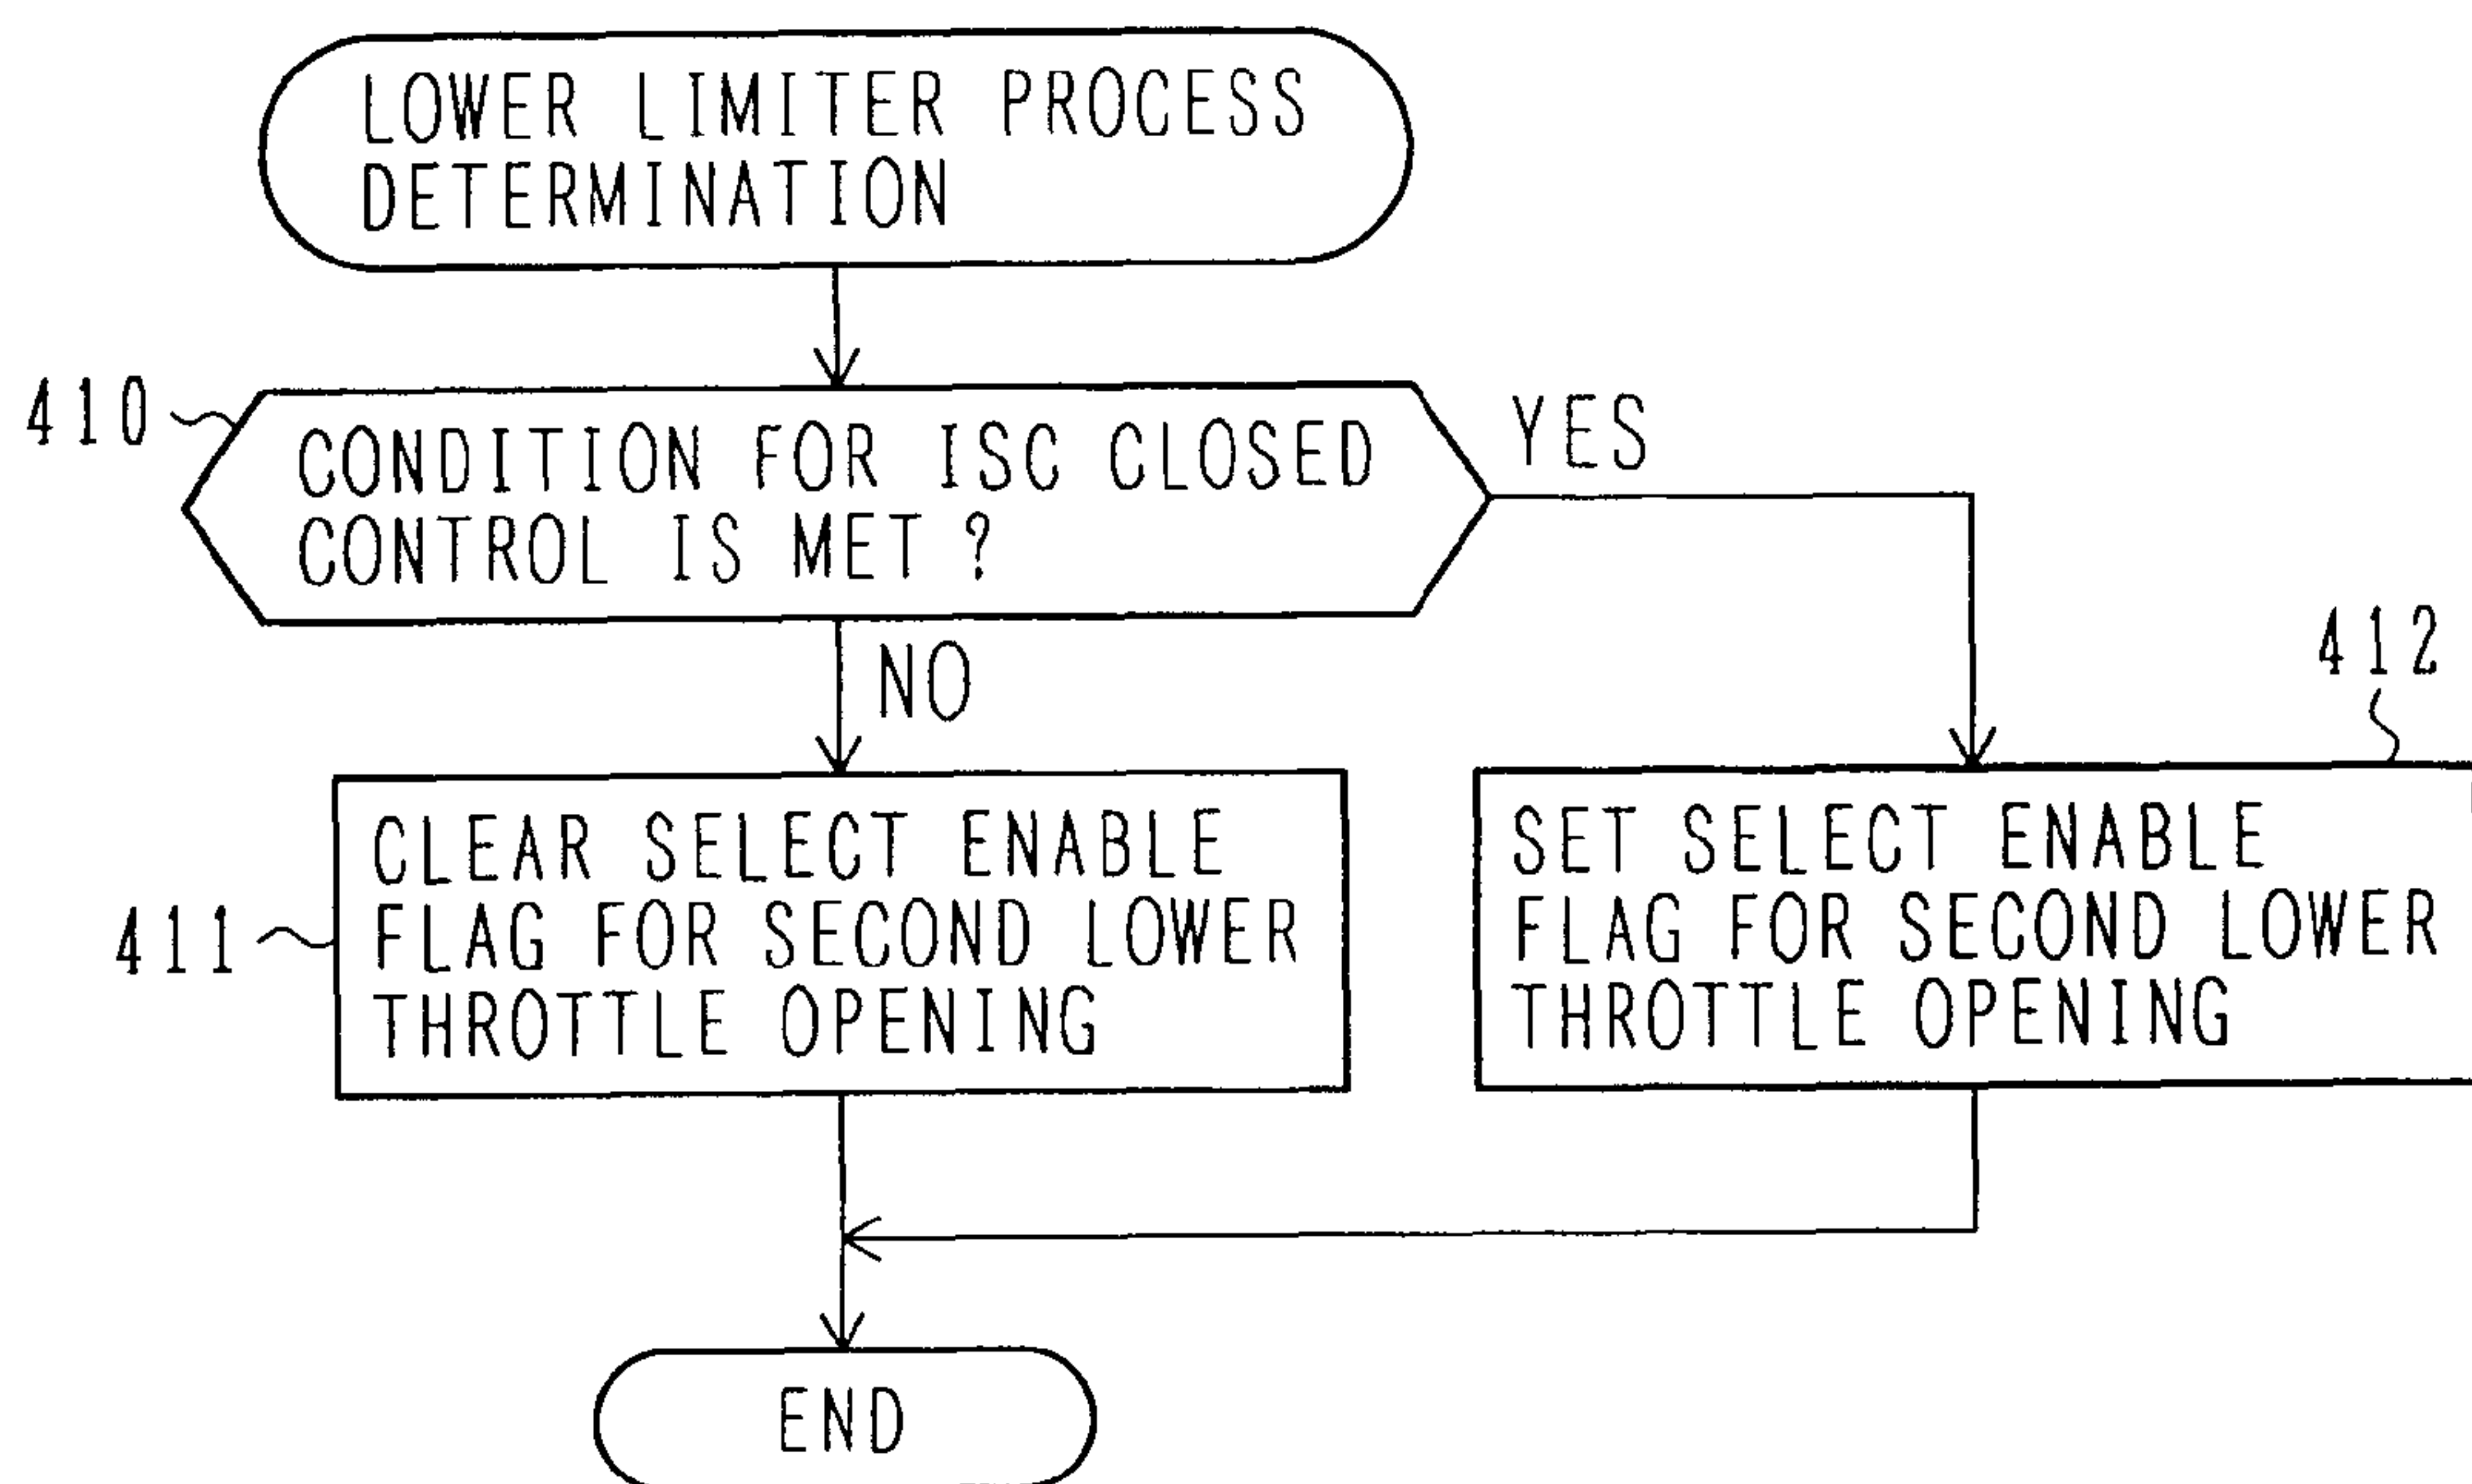 LOWER LIMITER PROCESS
DETERMINATION
410
CONDITION FOR ISC CLOSED
CONTROL IS MET ?
YES
NO
412
411
CLEAR SELECT ENABLE
FLAG FOR SECOND LOWER
THROTTLE OPENING
SET SELECT ENABLE
FLAG FOR SECOND LOWER
THROTTLE OPENING
END